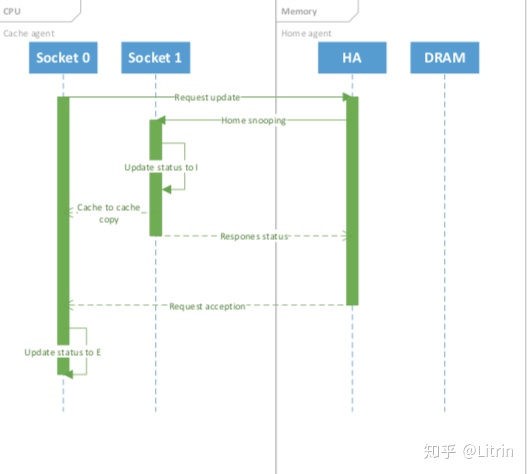 CPU
Memory
Cache agent
Home agent
Socket 0
Socket 1
HA
DRAM
Request update
Home snooping
Update status to I
Cache to cache
copy
Respones status
Request acception
Update status to E
知乎 @Litrin